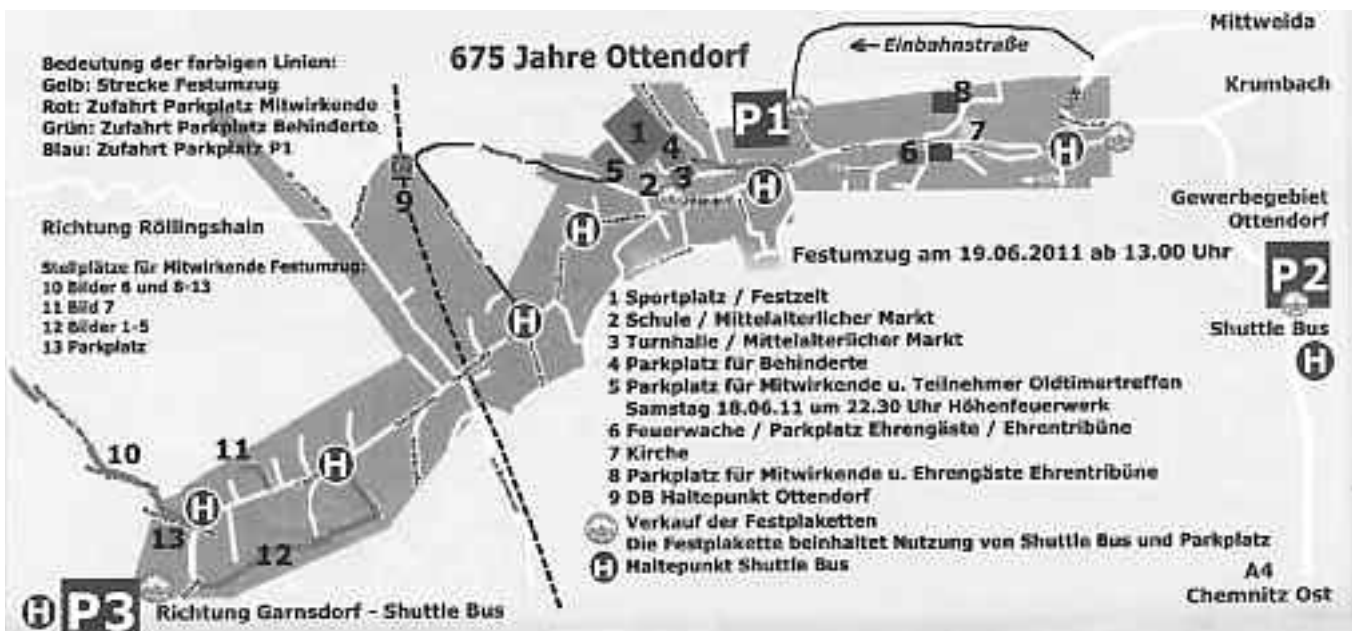 675 Jahre Ottendorf
Bedeutung der farbigen Linien:
Gelb: Strecke Festumzug
Rot: Zufahrt Parkplatz Mitwirkende
Grün: Zufahrt Parkplatz Behinderte
Blau: Zufahrt Parkplatz P1
Einbahnstraße
Mittweida
Krumbach
P1
8
7
6
1
4
5
2
3
H
H
H
9
Gewerbegebiet
Ottendorf
P2
Shuttle Bus
H
Richtung Röllingshain
Stellplätze für Mitwirkende Festumzug:
10 Bilder 6 und 8-13
11 Bild 7
12 Bilder 1-5
13 Parkplatz
Festumzug am 19.06.2011 ab 13.00 Uhr
1 Sportplatz / Festzelt
2 Schule / Mittelalterlicher Markt
3 Turnhalle / Mittelalterlicher Markt
4 Parkplatz für Behinderte
5 Parkplatz für Mitwirkende u. Teilnehmer Oldtimertreffen
Samstag 18.06.11 um 22.30 Uhr Höhenfeuerwerk
6 Feuerwache / Parkplatz Ehrengäste / Ehrentribüne
7 Kirche
8 Parkplatz für Mitwirkende u. Ehrengäste Ehrentribüne
9 DB Haltepunkt Ottendorf
Verkauf der Festplaketten
Die Festplakette beinhaltet Nutzung von Shuttle Bus und Parkplatz
H Haltepunkt Shuttle Bus
H
H
H
10
11
12
13
A4
Chemnitz Ost
H P3 Richtung Garnsdorf - Shuttle Bus